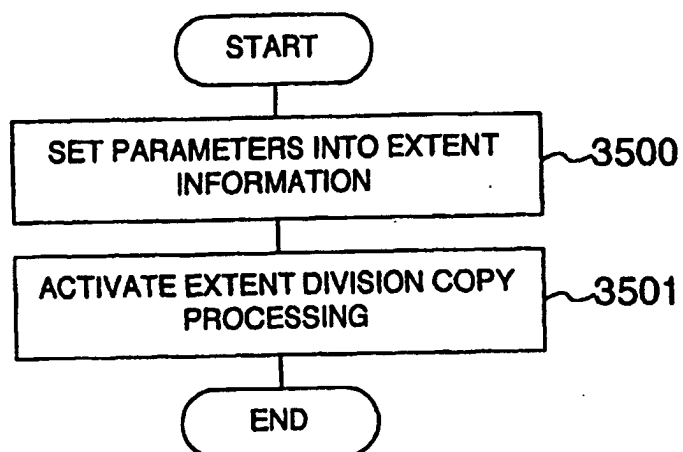 START
SET PARAMETERS INTO EXTENT
INFORMATION
3500
ACTIVATE EXTENT DIVISION COPY
PROCESSING
3501
END